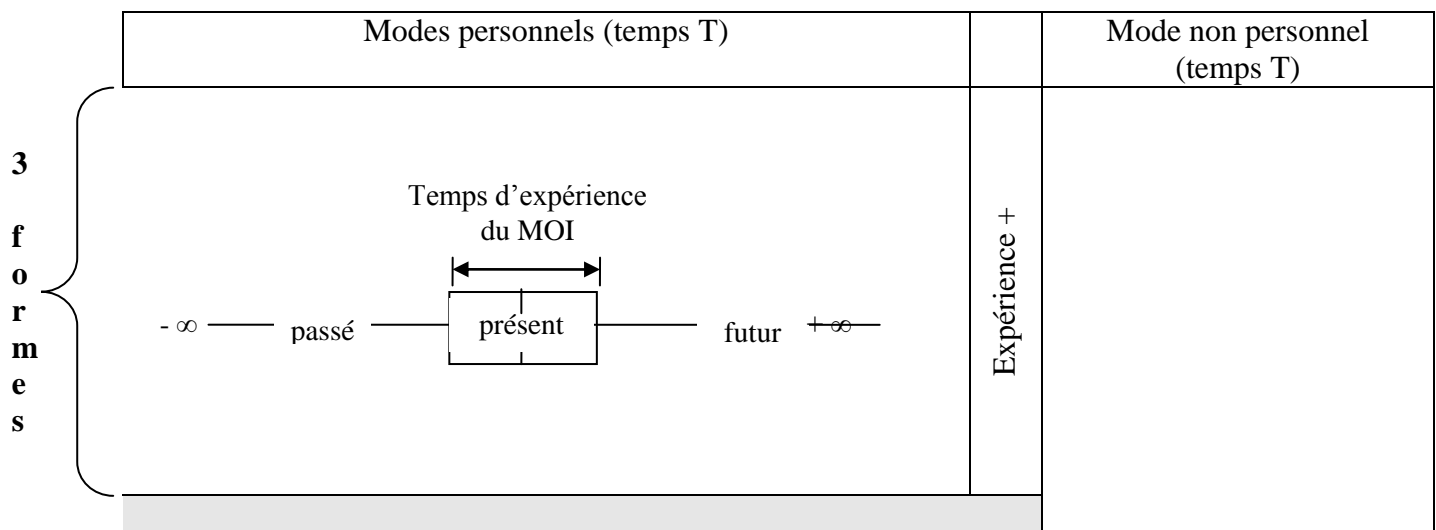 Modes personnels (temps T)
Mode non personnel
(temps T)
3
f
o
r
m
e
s
Temps d’expérience
du MOI
- ∞
passé
présent
futur
+ ∞
Expérience +